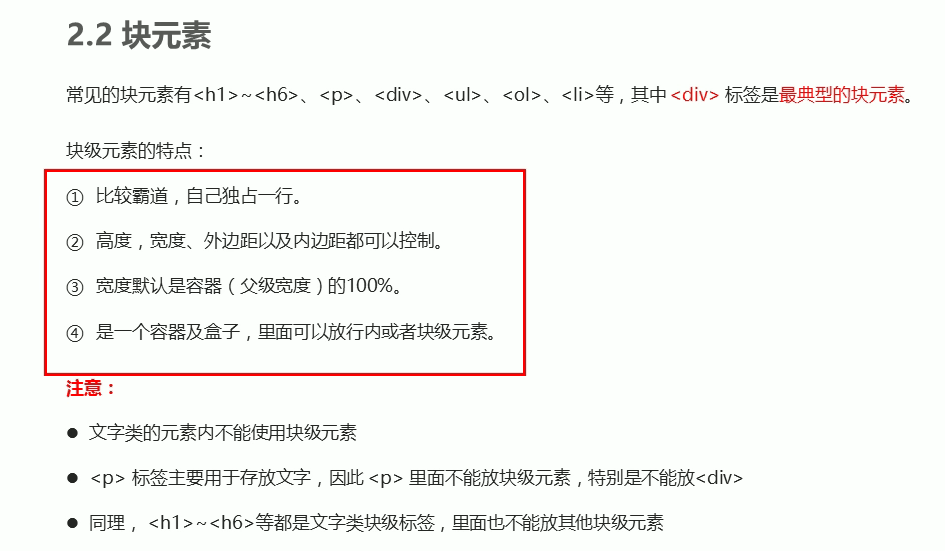 2.2 块元素
常见的块元素有<h1>~<h6>、<p>、<div>、<ul>、<ol>、<li>等，其中 <div> 标签是最典型的块元素。
块级元素的特点：
① 比较霸道，自己独占一行。
② 高度，宽度、外边距以及内边距都可以控制。
③ 宽度默认是容器（父级宽度）的100%。
④ 是一个容器及盒子，里面可以放行内或者块级元素。
注意：
● 文字类的元素内不能使用块级元素
● <p> 标签主要用于存放文字，因此 <p> 里面不能放块级元素，特别是不能放<div>
● 同理， <h1>~<h6>等都是文字类块级标签，里面也不能放其他块级元素